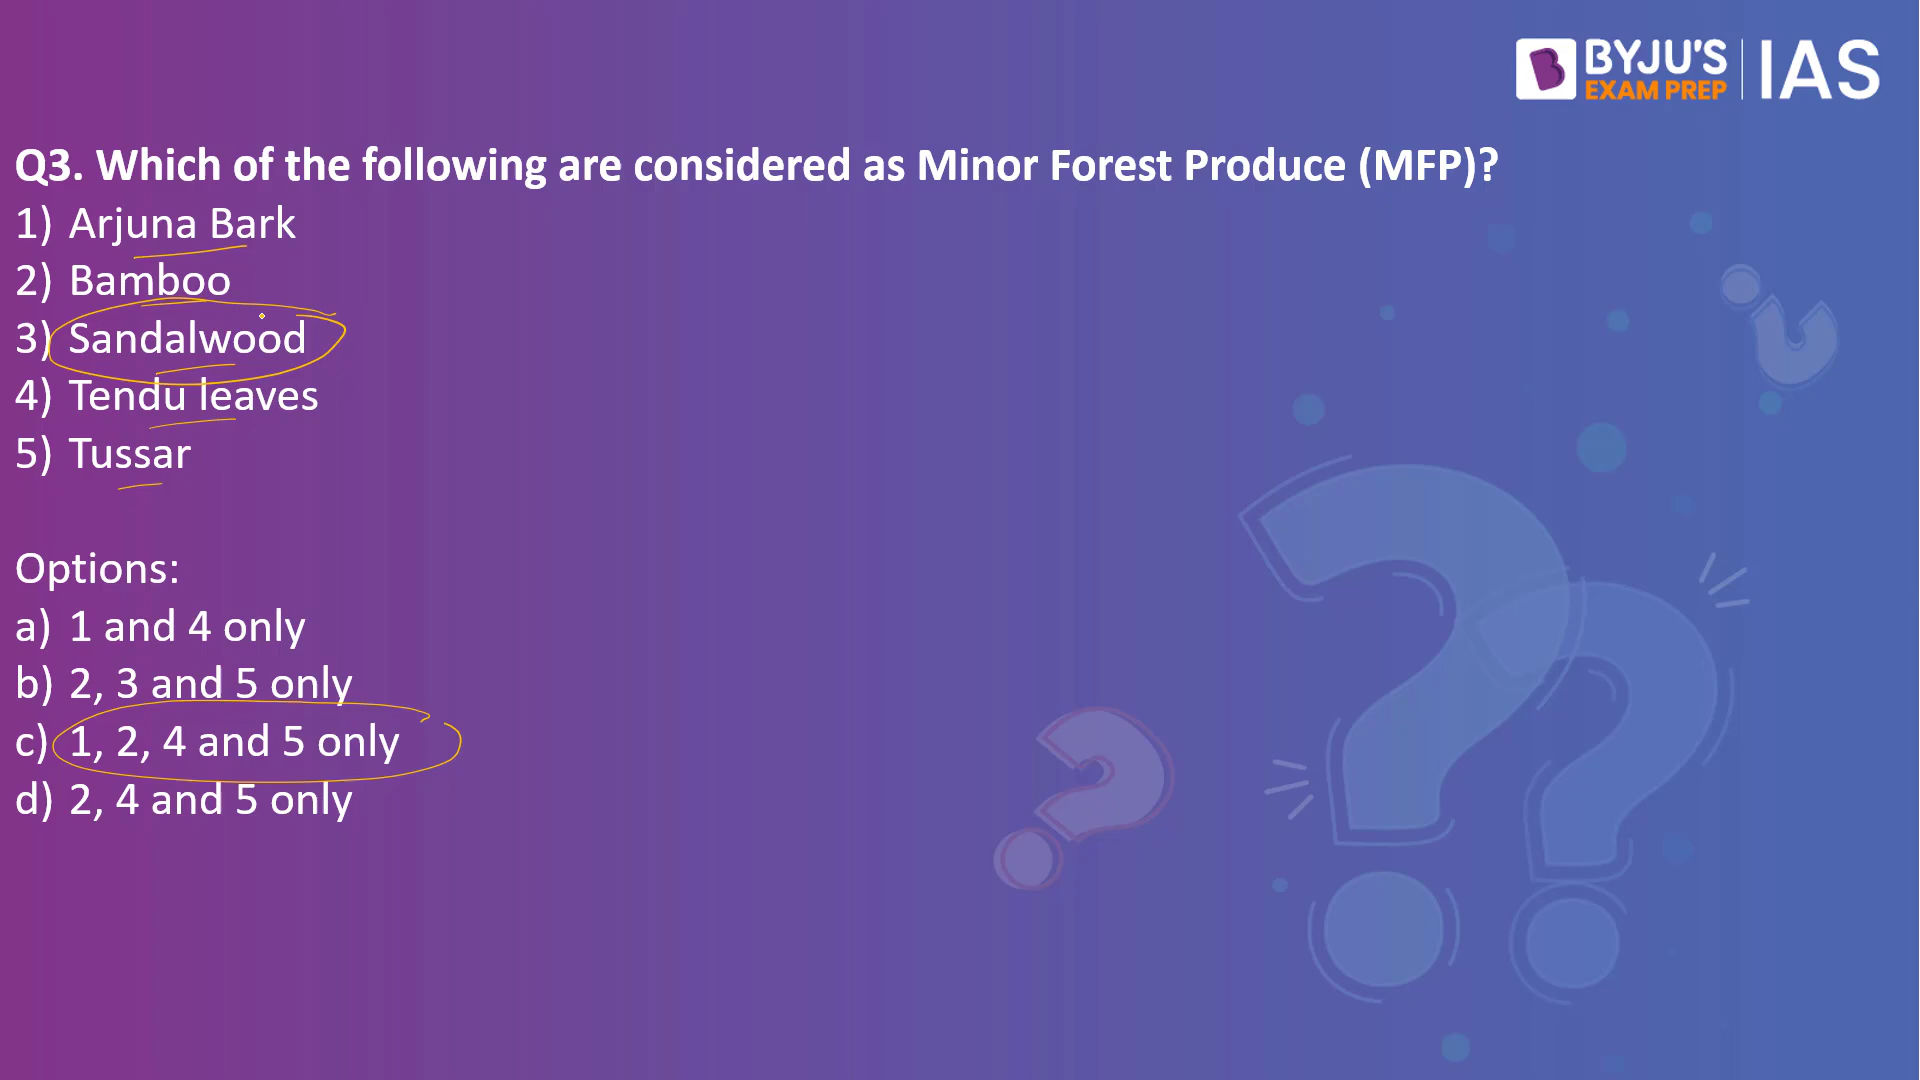 BYJU'S
EXAM PREP
IAS
Q3. Which of the following are considered as Minor Forest Produce (MFP)?
1) Arjuna Bark
2) Bamboo
3) Sandalwood
4) Tendu leaves
5) Tussar
Options:
a) 1 and 4 only
b) 2, 3 and 5 only
c) 1, 2, 4 and 5 only
d) 2, 4 and 5 only